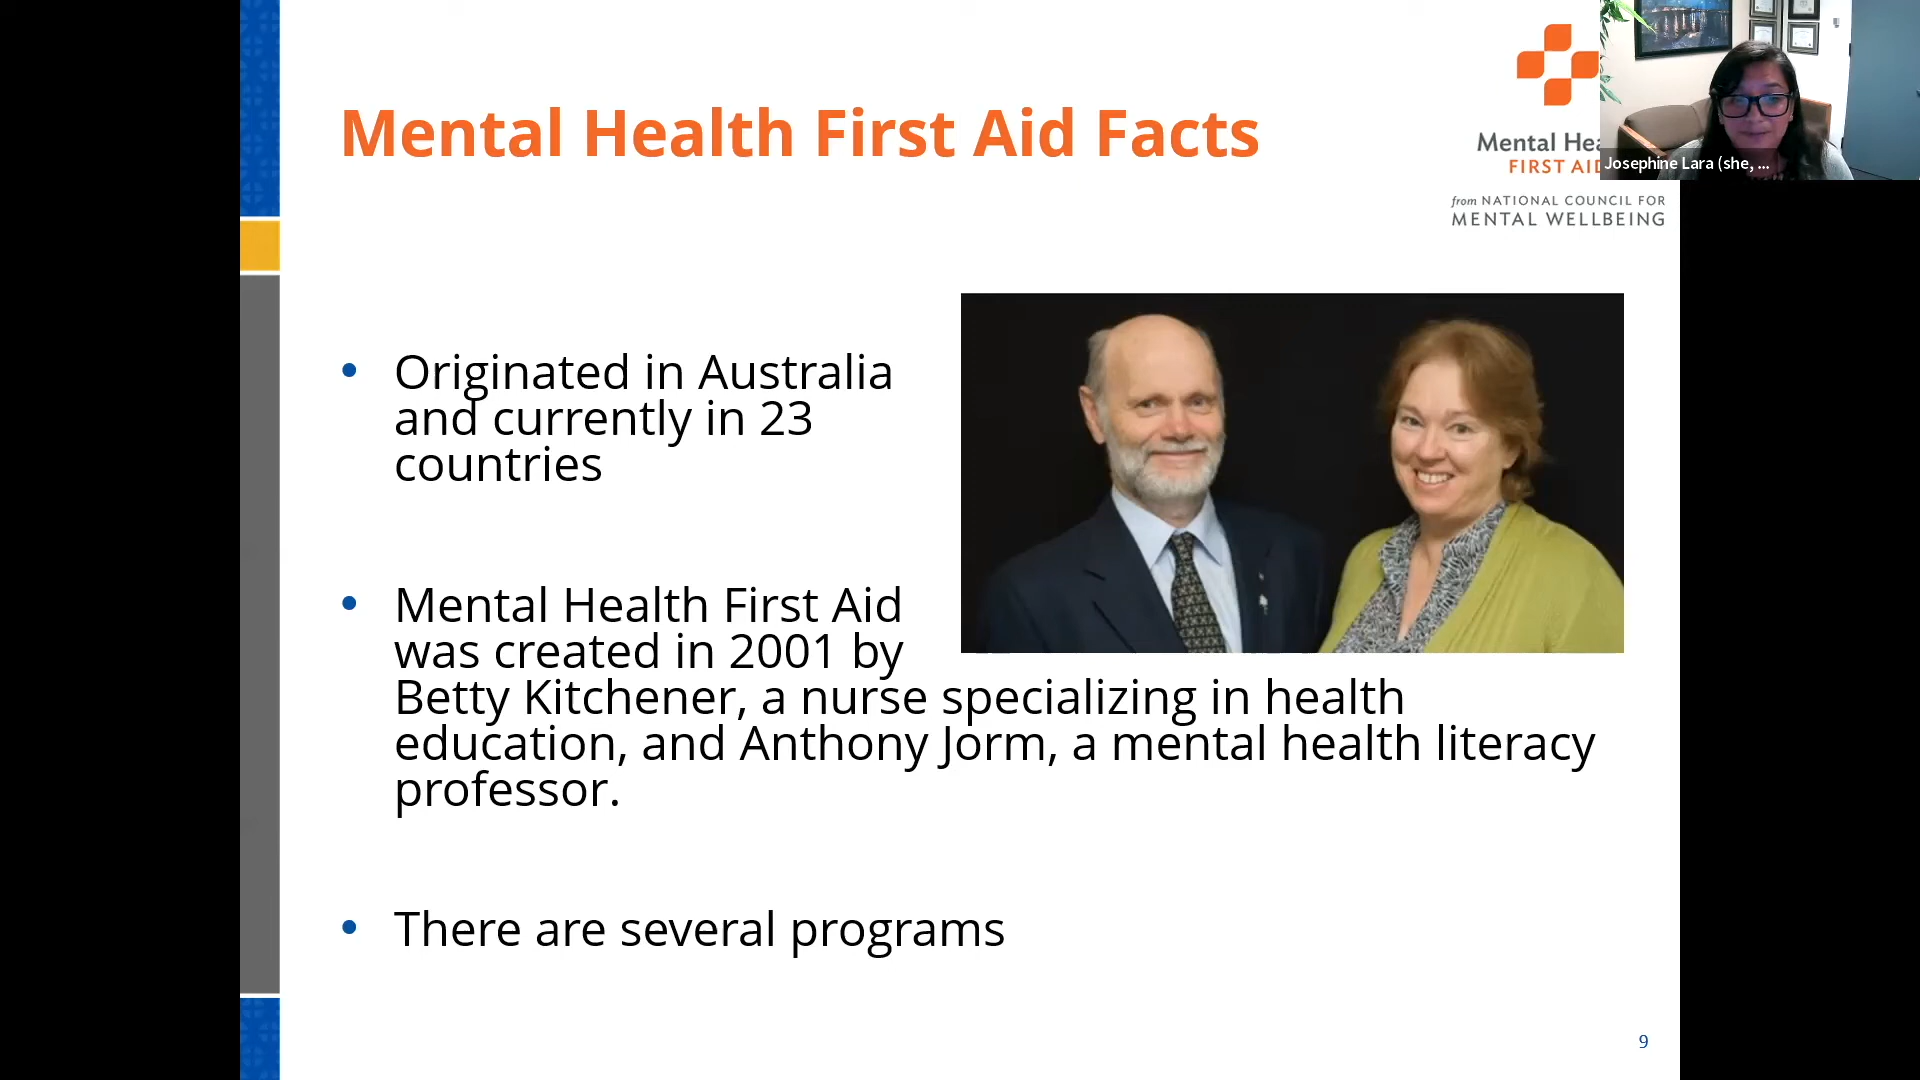 Mental Health First Aid Facts
Mental Hea
FIRST AID
from NATIONAL COUNCIL FOR
MENTAL WELLBEING
Josephine Lara (she, ...
• Originated in Australia
and currently in 23
countries
• Mental Health First Aid
was created in 2001 by
Betty Kitchener, a nurse specializing in health
education, and Anthony Jorm, a mental health literacy
professor.
• There are several programs
9